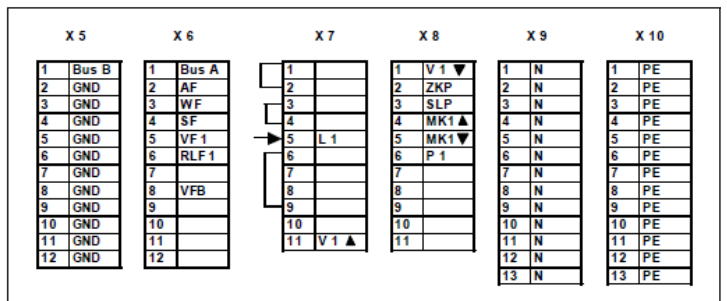 X 5 X 6 X 7 X 8 X 9 X 10
1 Bus B 1 Bus A 1 1 V 1 ▼ 1 N 1 PE
2 GND 2 AF 2 2 ZKP 2 N 2 PE
3 GND 3 WF 3 3 SLP 3 N 3 PE
4 GND 4 SF 4 4 MK1▲ 4 N 4 PE
5 GND 5 VF 1 5 L 1 5 MK1▼ 5 N 5 PE
6 GND 6 RLF 1 6 6 P 1 6 N 6 PE
7 GND 7 7 7 7 N 7 PE
8 GND 8 VFB 8 8 8 N 8 PE
9 GND 9 9 9 9 N 9 PE
10 GND 10 10 10 10 N 10 PE
11 GND 11 11 V 1 ▲ 11 11 N 11 PE
12 GND 12 12 N 12 PE
13 N 13 PE